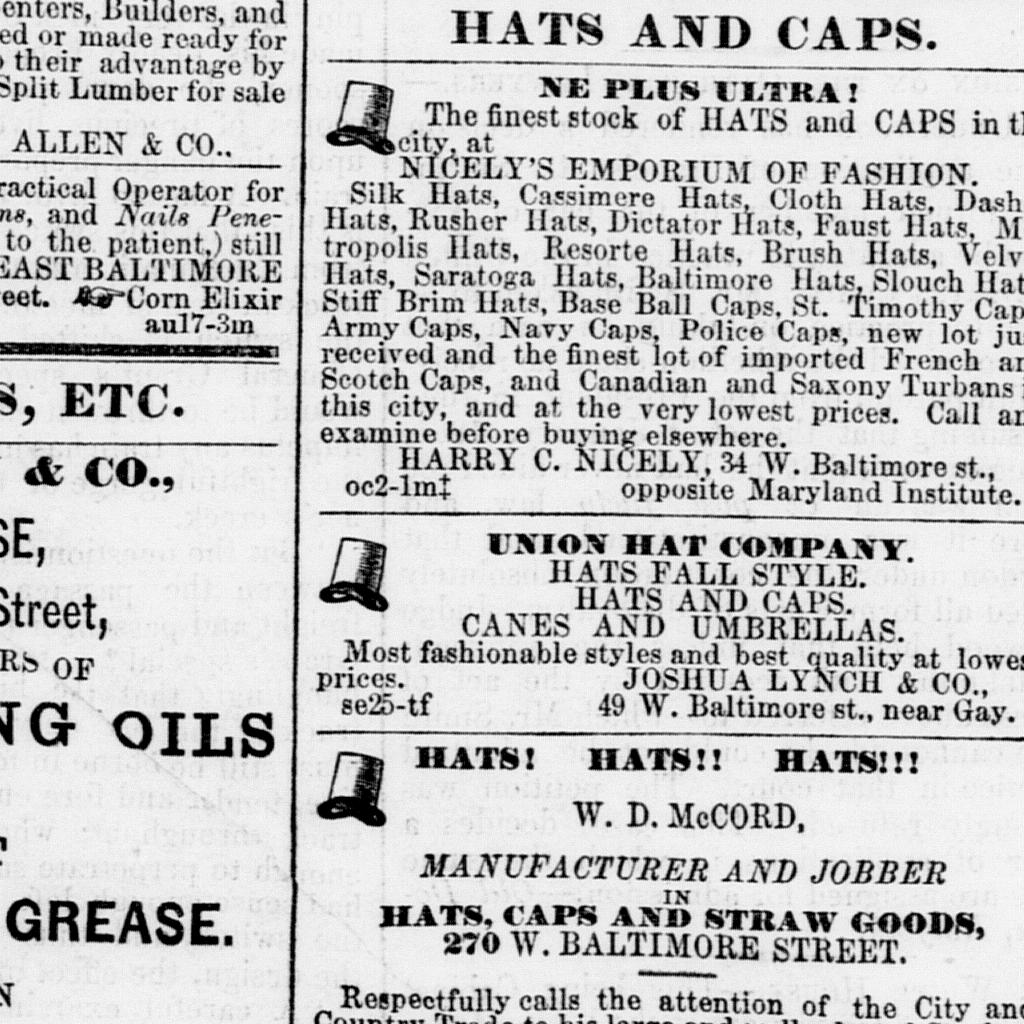 enters, Builders, and
ed or made ready for
their advantage by
Split Lumber for sale
ALLEN & CO.,
ractical Operator for
ns, and Nails Pene-
to the patient,) still
EAST BALTIMORE
reet. ☞Corn Elixir
au17-3m
S, ETC.
& CO.,
SE,
Street,
RS OF
NG OILS
GREASE.
N
HATS AND CAPS.
NE PLUS ULTRA!
The finest stock of HATS and CAPS in th
city, at
NICELY'S EMPORIUM OF FASHION.
Silk Hats, Cassimere Hats, Cloth Hats, Dash
Hats, Rusher Hats, Dictator Hats, Faust Hats, M
tropolis Hats, Resorte Hats, Brush Hats, Velv
Hats, Saratoga Hats, Baltimore Hats, Slouch Hat
Stiff Brim Hats, Base Ball Caps, St. Timothy Cap
Army Caps, Navy Caps, Police Caps, new lot ju
received and the finest lot of imported French an
Scotch Caps, and Canadian and Saxony Turbans
this city, and at the very lowest prices. Call an
examine before buying elsewhere.
HARRY C. NICELY, 34 W. Baltimore st.,
oc2-1m‡ opposite Maryland Institute.
UNION HAT COMPANY.
HATS FALL STYLE.
HATS AND CAPS.
CANES AND UMBRELLAS.
Most fashionable styles and best quality at lowes
prices. JOSHUA LYNCH & CO.,
se25-tf 49 W. Baltimore st., near Gay.
HATS! HATS!! HATS!!!
W. D. McCORD,
MANUFACTURER AND JOBBER
IN
HATS, CAPS AND STRAW GOODS,
270 W. BALTIMORE STREET.
Respectfully calls the attention of the City and
Country Trade to his large and